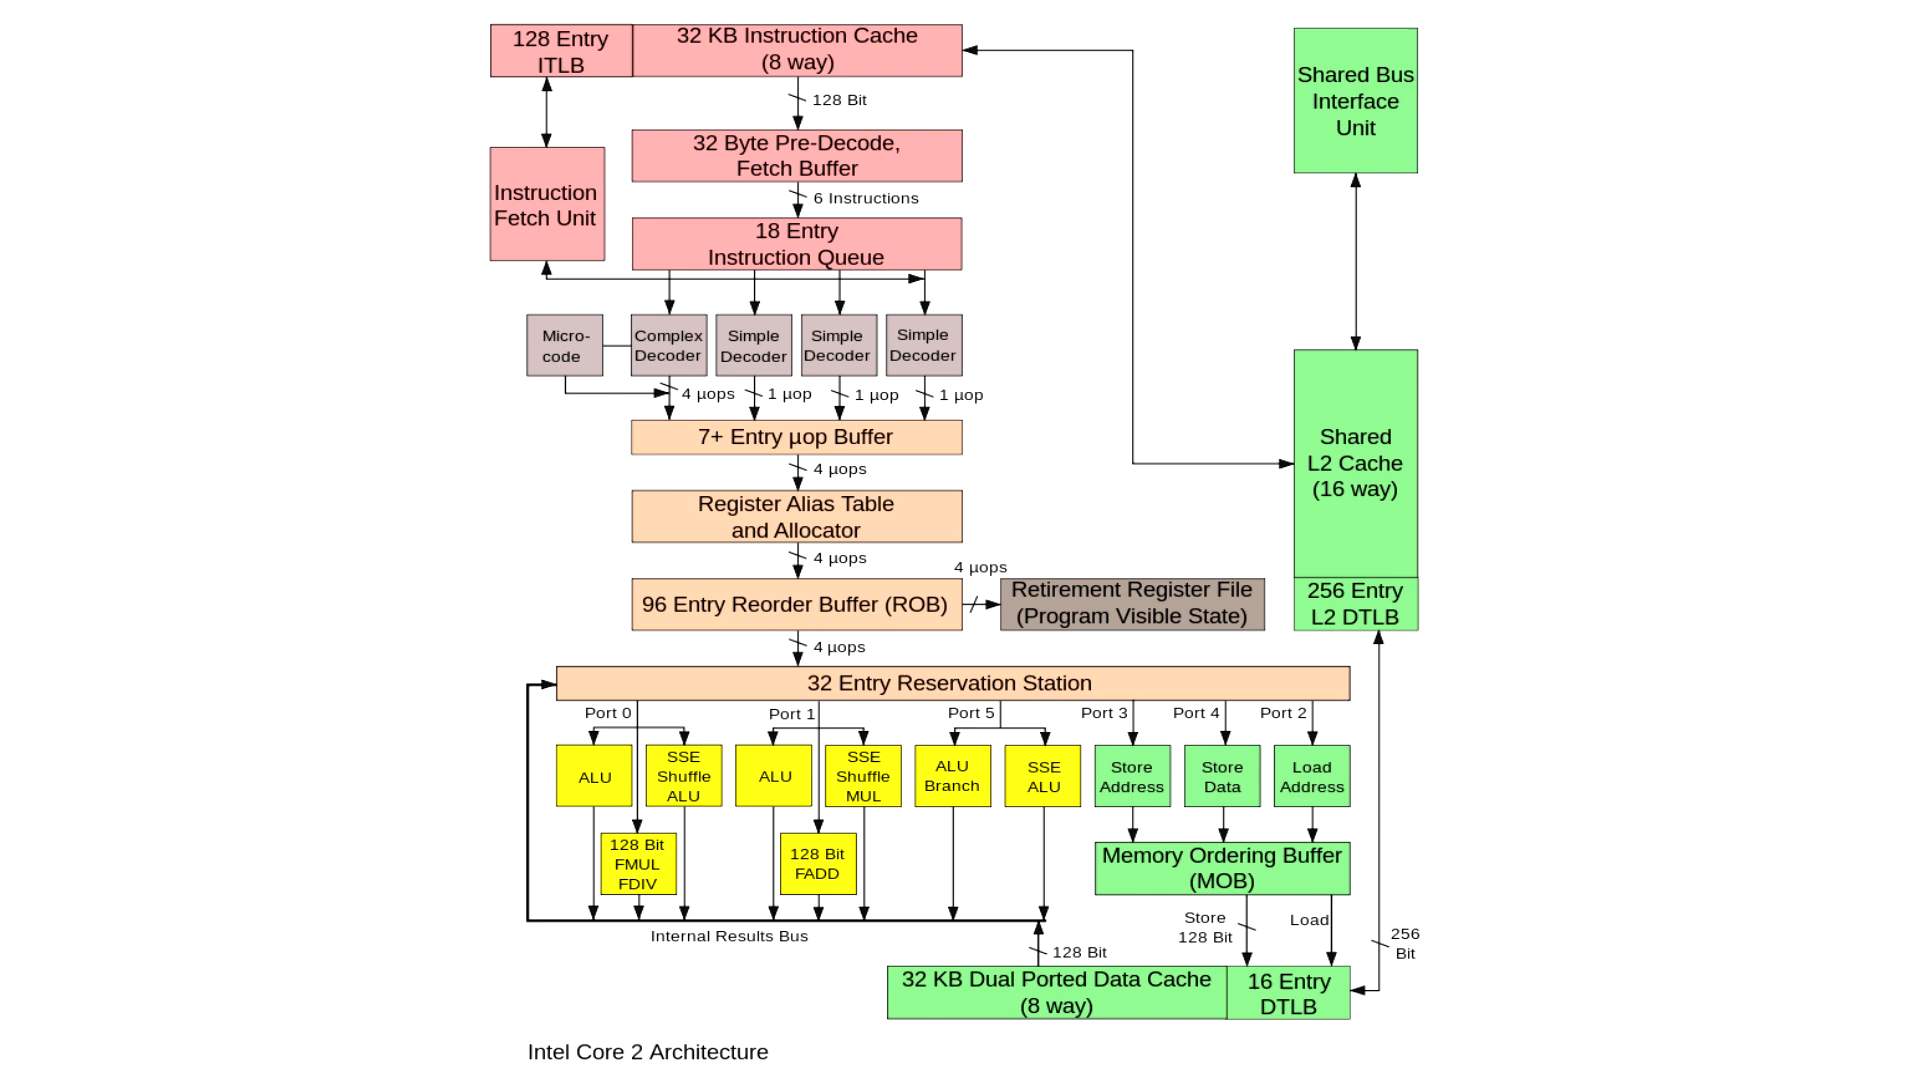 128 Entry
ITLB
32 KB Instruction Cache
(8 way)
Shared Bus
Interface
Unit
128 Bit
32 Byte Pre-Decode,
Fetch Buffer
Instruction
Fetch Unit
6 Instructions
18 Entry
Instruction Queue
Micro-
code
Complex
Decoder
Simple
Decoder
Simple
Decoder
Simple
Decoder
4 µops
1 µop
1 µop
1 µop
7+ Entry µop Buffer
Shared
L2 Cache
(16 way)
4 µops
Register Alias Table
and Allocator
4 µops
4 µops
96 Entry Reorder Buffer (ROB)
Retirement Register File
(Program Visible State)
256 Entry
L2 DTLB
4 µops
32 Entry Reservation Station
Port 0
Port 1
Port 5
Port 3
Port 4
Port 2
ALU
SSE
Shuffle
ALU
ALU
SSE
Shuffle
MUL
ALU
Branch
SSE
ALU
Store
Address
Store
Data
Load
Address
128 Bit
FMUL
FDIV
128 Bit
FADD
Memory Ordering Buffer
(MOB)
Internal Results Bus
Store
128 Bit
Load
256
Bit
128 Bit
32 KB Dual Ported Data Cache
(8 way)
16 Entry
DTLB
Intel Core 2 Architecture